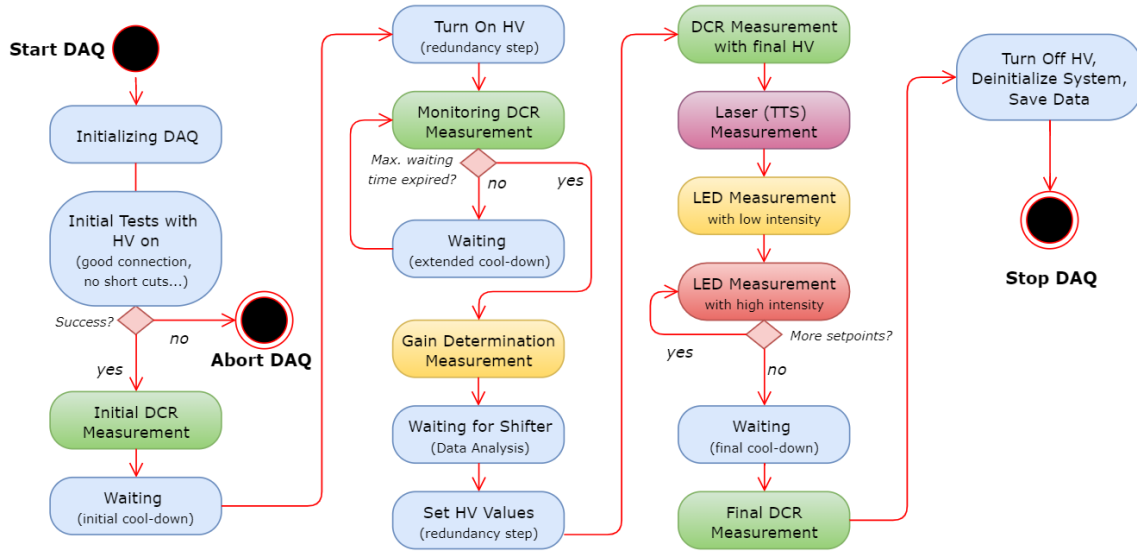 Start DAQ
Initializing DAQ
Initial Tests with
HV on
(good connection,
no short cuts...)
Success?
no
Abort DAQ
yes
Initial DCR
Measurement
Waiting
(initial cool-down)
Turn On HV
(redundancy step)
Monitoring DCR
Measurement
Max. waiting
time expired?
no
yes
Waiting
(extended cool-down)
Gain Determination
Measurement
Waiting for Shifter
(Data Analysis)
Set HV Values
(redundancy step)
DCR Measurement
with final HV
Laser (TTS)
Measurement
LED Measurement
with low intensity
LED Measurement
with high intensity
More setpoints?
yes
no
Waiting
(final cool-down)
Final DCR
Measurement
Turn Off HV,
Deinitialize System,
Save Data
Stop DAQ